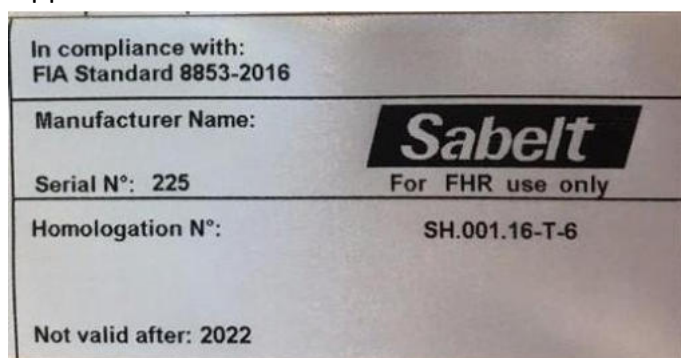 In compliance with:
FIA Standard 8853-2016
Manufacturer Name:
Sabelt
Serial N°: 225
For FHR use only
Homologation N°:
SH.001.16-T-6
Not valid after: 2022